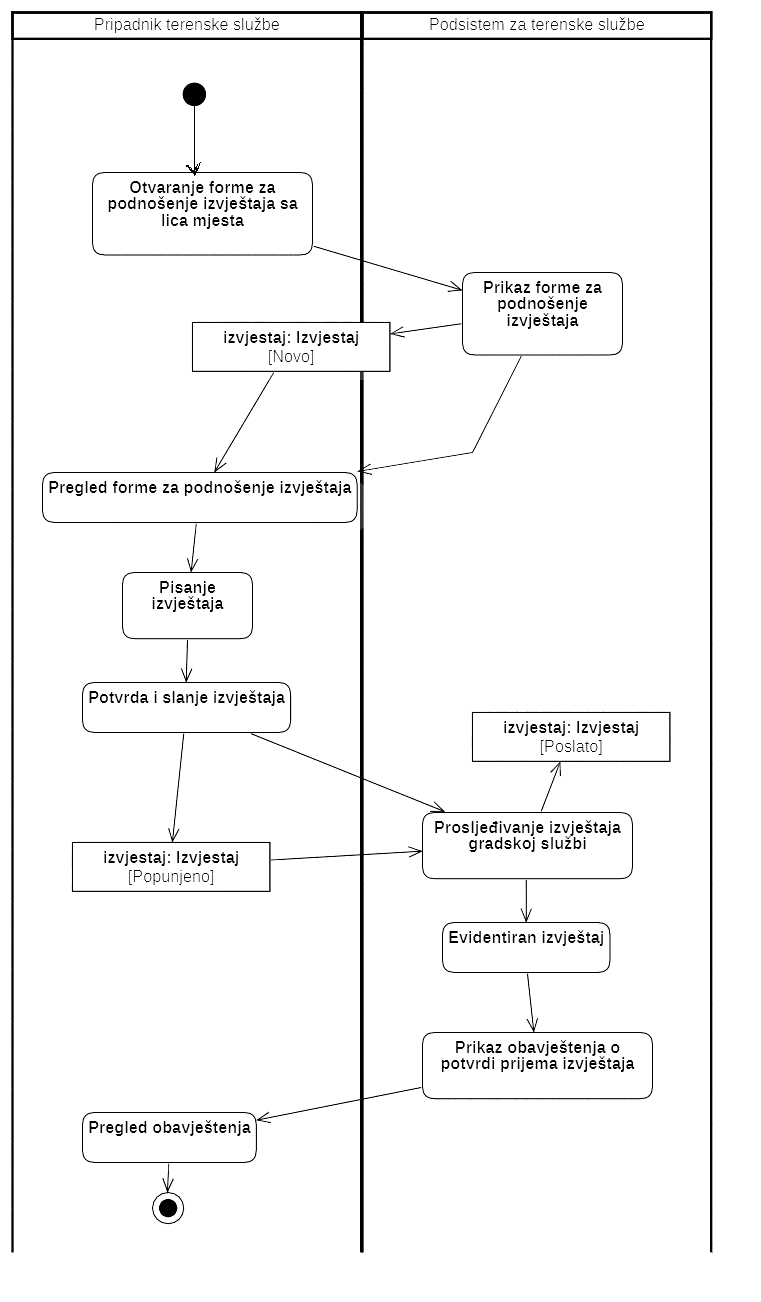 Pripadnik terenske službe
Podsistem za terenske službe
Otvaranje forme za
podnošenje izvještaja sa
lica mjesta
Prikaz forme za
podnošenje
izvještaja
izvjestaj: Izvjestaj
[Novo]
Pregled forme za podnošenje izvještaja
Pisanje
izvještaja
Potvrda i slanje izvještaja
izvjestaj: Izvjestaj
[Poslato]
Prosljeđivanje izvještaja
gradskoj službi
izvjestaj: Izvjestaj
[Popunjeno]
Evidentiran izvještaj
Prikaz obavještenja o
potvrdi prijema izvještaja
Pregled obavještenja